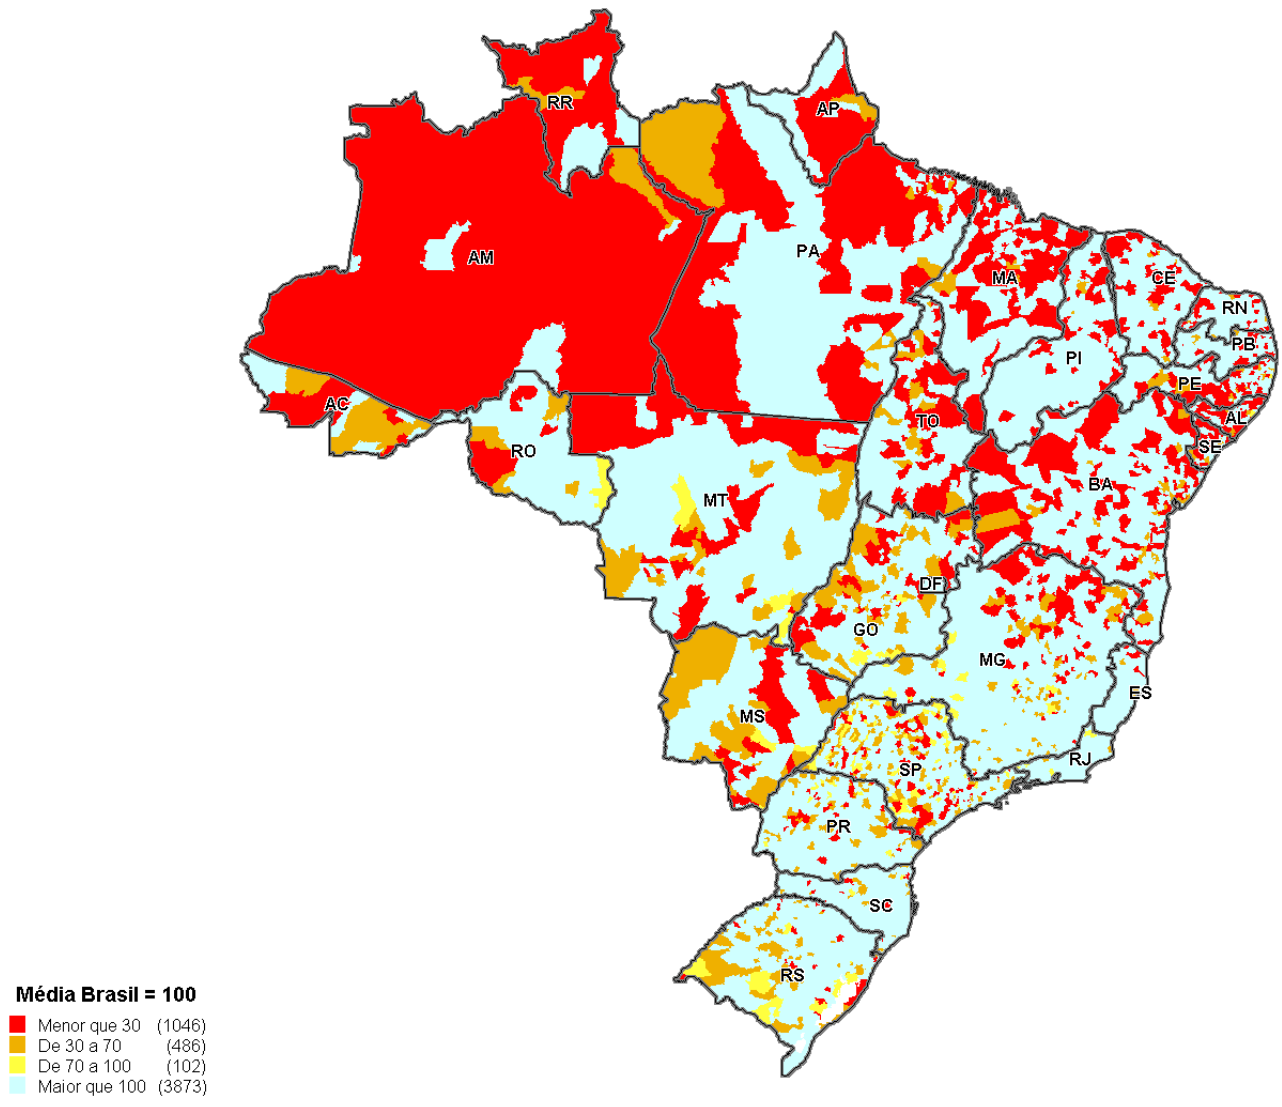 RR
AP
AM
PA
MA
CE
RN
PB
PI
PE
AC
AL
TO
SE
RO
BA
MT
DF
GO
MG
ES
MS
RJ
SP
PR
SC
RS
Média Brasil = 100
Menor que 30 (1046)
De 30 a 70 (486)
De 70 a 100 (102)
Maior que 100 (3873)